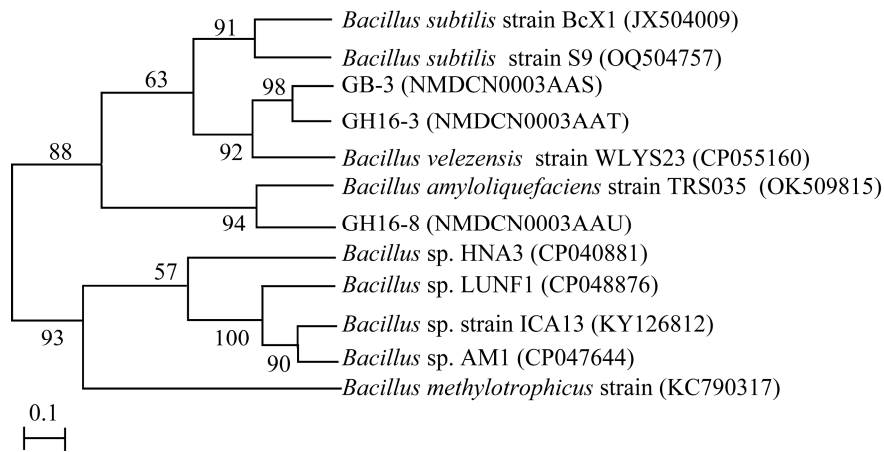 Bacillus subtilis strain BcX1 (JX504009)
91
Bacillus subtilis strain S9 (OQ504757)
63
GB-3 (NMDCN0003AAS)
98
GH16-3 (NMDCN0003AAT)
92
Bacillus velezensis strain WLYS23 (CP055160)
88
Bacillus amyloliquefaciens strain TRS035 (OK509815)
94
GH16-8 (NMDCN0003AAU)
Bacillus sp. HNA3 (CP040881)
57
Bacillus sp. LUNF1 (CP048876)
93
100
Bacillus sp. strain ICA13 (KY126812)
90
Bacillus sp. AM1 (CP047644)
Bacillus methylotrophicus strain (KC790317)
0.1